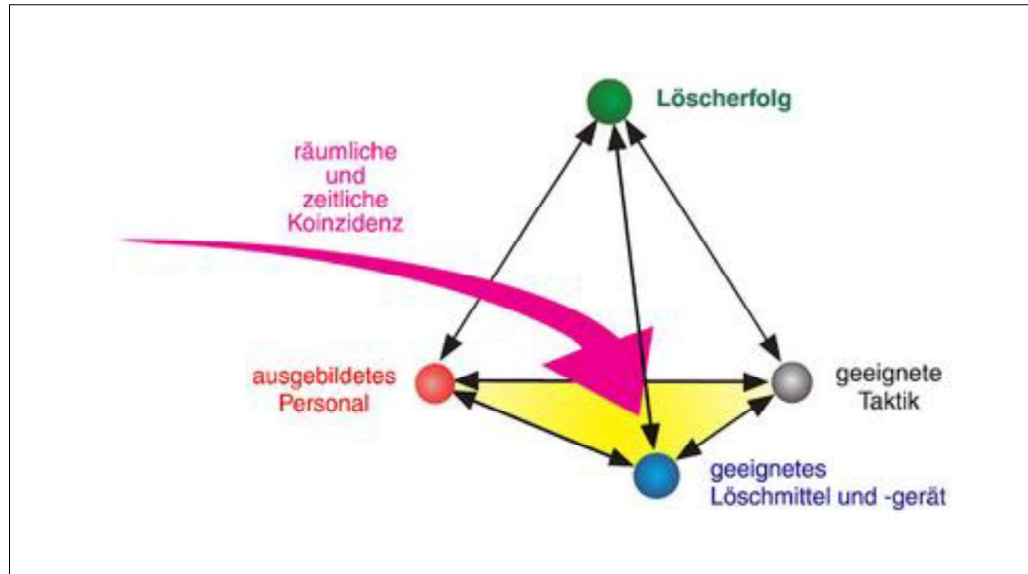 Löscherfolg
räumliche
und
zeitliche
Koinzidenz
ausgebildetes
Personal
geeignete
Taktik
geeignetes
Löschmittel und -gerät